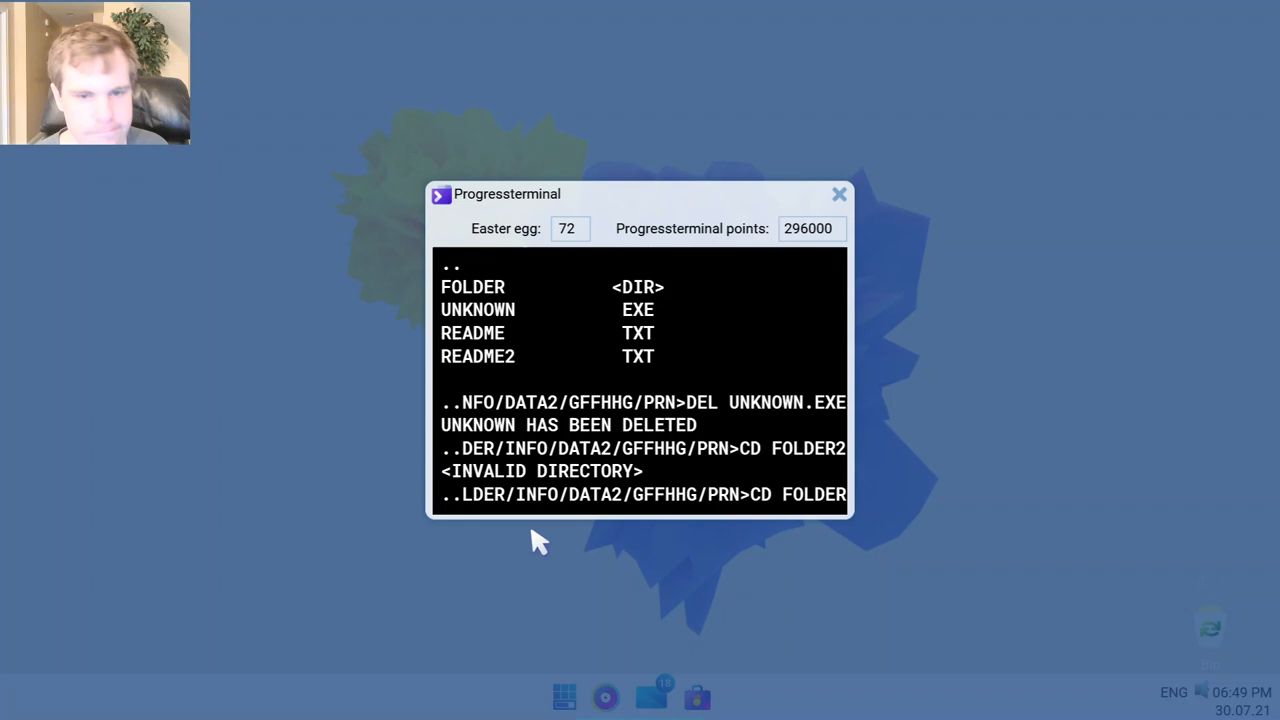 Progressterminal
Easter egg: 72 Progressterminal points: 296000
..
FOLDER <DIR>
UNKNOWN EXE
README TXT
README2 TXT
..NFO/DATA2/GFFHHG/PRN>DEL UNKNOWN.EXE
UNKNOWN HAS BEEN DELETED
..DER/INFO/DATA2/GFFHHG/PRN>CD FOLDER2
<INVALID DIRECTORY>
..LDER/INFO/DATA2/GFFHHG/PRN>CD FOLDER
Bin
18
ENG 06:49 PM
30.07.21